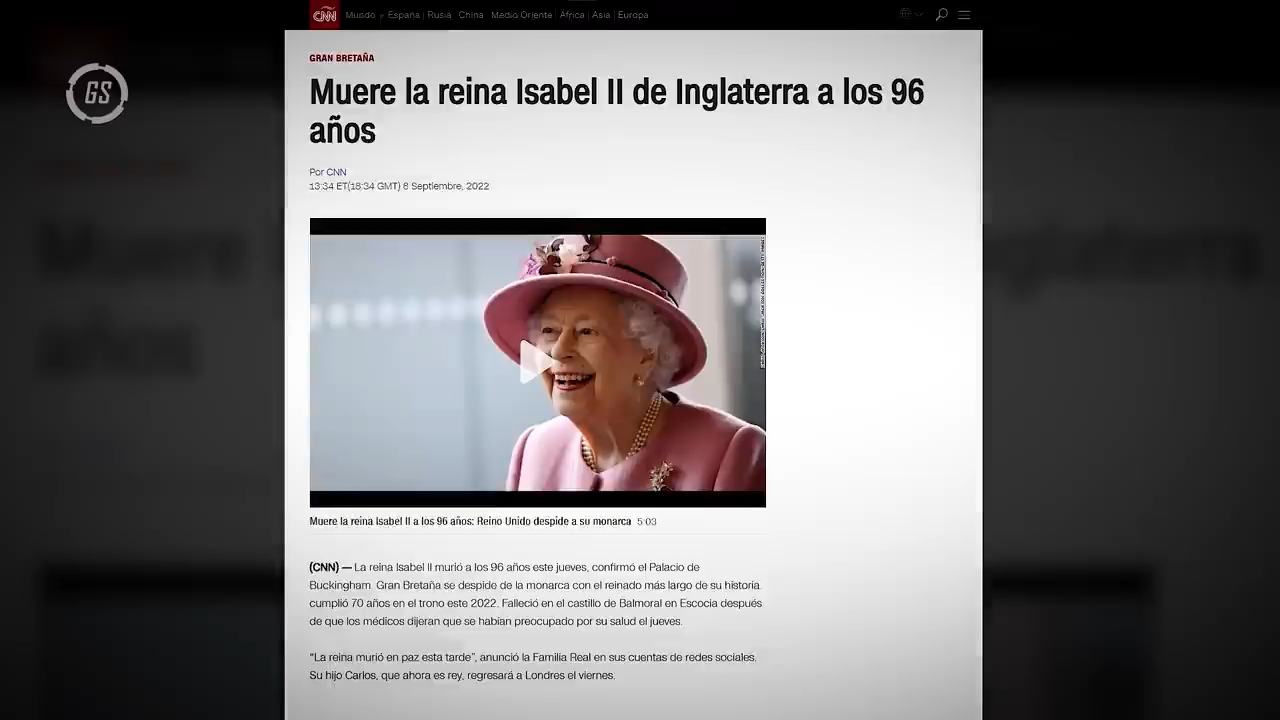 CNN
Mundo
España | Rusia
China
Medio Oriente | África | Asia | Europa
GS
GRAN BRETAÑA
Muere la reina Isabel II de Inglaterra a los 96
años
Por CNN
13:34 ET(18:34 GMT) 8 Septiembre, 2022
Muere la reina Isabel II a los 96 años: Reino Unido despide a su monarca 5:03
(CNN) — La reina Isabel II murió a los 96 años este jueves, confirmó el Palacio de
Buckingham. Gran Bretaña se despide de la monarca con el reinado más largo de su historia.
cumplió 70 años en el trono este 2022. Falleció en el castillo de Balmoral en Escocia después
de que los médicos dijeran que se habían preocupado por su salud el jueves.
“La reina murió en paz esta tarde”, anunció la Familia Real en sus cuentas de redes sociales.
Su hijo Carlos, que ahora es rey, regresará a Londres el viernes.